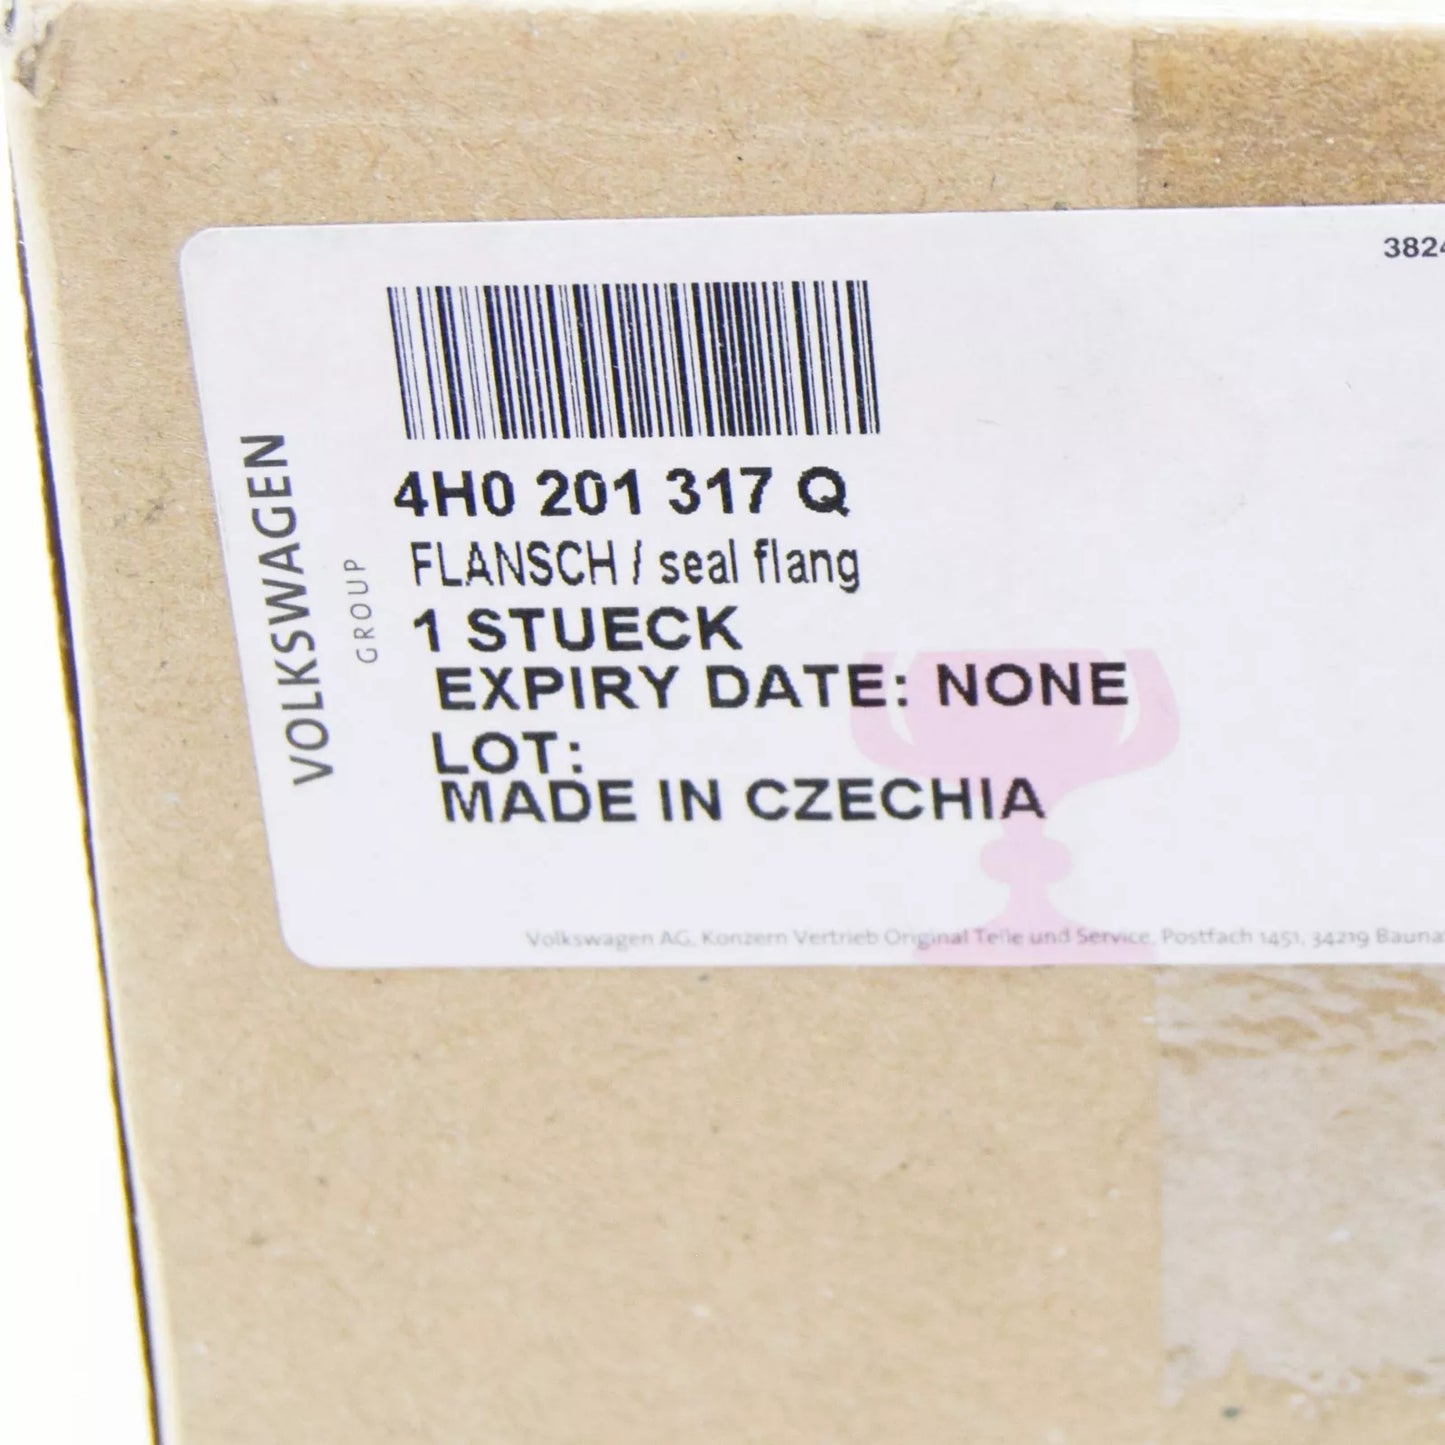 3824
4H0 201 317 Q
FLANSCH / seal flang
1 STUECK
EXPIRY DATE: NONE
LOT:
MADE IN CZECHIA
VOLKSWAGEN
GROUP
Volkswagen AG, Konzern Vertrieb Original Teile und Service, Postfach 1451, 34219 Baunat